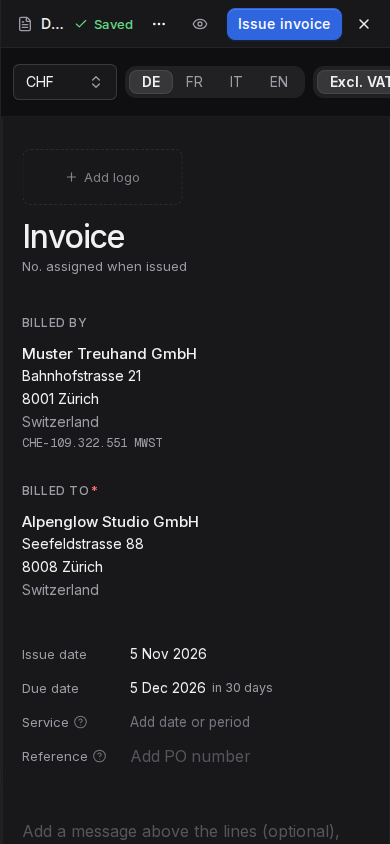 D... Saved Issue invoice
CHF DE FR IT EN Excl. VAT
Add logo
Invoice
No. assigned when issued
BILLED BY
Muster Treuhand GmbH
Bahnhofstrasse 21
8001 Zürich
Switzerland
CHE-109.322.551 MWST
BILLED TO*
Alpenglow Studio GmbH
Seefeldstrasse 88
8008 Zürich
Switzerland
Issue date 5 Nov 2026
Due date 5 Dec 2026 in 30 days
Service Add date or period
Reference Add PO number
Add a message above the lines (optional),